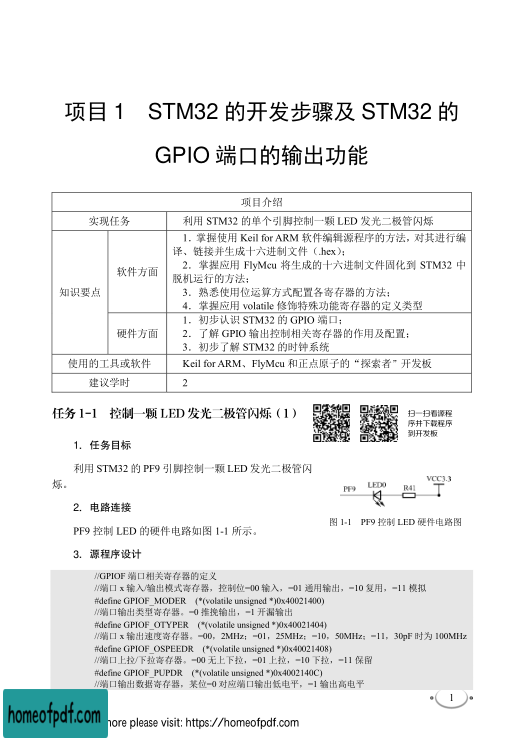 项目 1 STM32 的开发步骤及 STM32 的
GPIO 端口的输出功能
项目介绍
实现任务 利用 STM32 的单个引脚控制一颗 LED 发光二极管闪烁
知识要点
软件方面
1．掌握使用 Keil for ARM 软件编辑源程序的方法，对其进行编
译、链接并生成十六进制文件（.hex）；
2．掌握应用 FlyMcu 将生成的十六进制文件固化到 STM32 中
脱机运行的方法；
3．熟悉使用位运算方式配置各寄存器的方法；
4．掌握应用 volatile 修饰特殊功能寄存器的定义类型
硬件方面
1．初步认识 STM32 的 GPIO 端口；
2．了解 GPIO 输出控制相关寄存器的作用及配置；
3．初步了解 STM32 的时钟系统
使用的工具或软件 Keil for ARM、FlyMcu 和正点原子的“探索者”开发板
建议学时 2
任务 1-1 控制一颗 LED 发光二极管闪烁（1）
扫一扫看源程
序并下载程序
到开发板
1．任务目标
利用 STM32 的 PF9 引脚控制一颗 LED 发光二极管闪
烁。
2．电路连接
PF9 控制 LED 的硬件电路如图 1-1 所示。
PF9 LED0 R41 VCC3.3
图 1-1 PF9 控制 LED 硬件电路图
3．源程序设计
//GPIOF 端口相关寄存器的定义
//端口 x 输入/输出模式寄存器，控制位=00 输入，=01 通用输出，=10 复用，=11 模拟
#define GPIOF_MODER (*(volatile unsigned *)0x40021400)
//端口输出类型寄存器。=0 推挽输出，=1 开漏输出
#define GPIOF_OTYPER (*(volatile unsigned *)0x40021404)
//端口 x 输出速度寄存器。=00，2MHz；=01，25MHz；=10，50MHz；=11，30pF 时为 100MHz
#define GPIOF_OSPEEDR (*(volatile unsigned *)0x40021408)
//端口上拉/下拉寄存器。=00 无上下拉，=01 上拉，=10 下拉，=11 保留
#define GPIOF_PUPDR (*(volatile unsigned *)0x4002140C)
//端口输出数据寄存器，某位=0 对应端口输出低电平，=1 输出高电平
1
homeofpdf.com
more please visit: https://homeofpdf.com